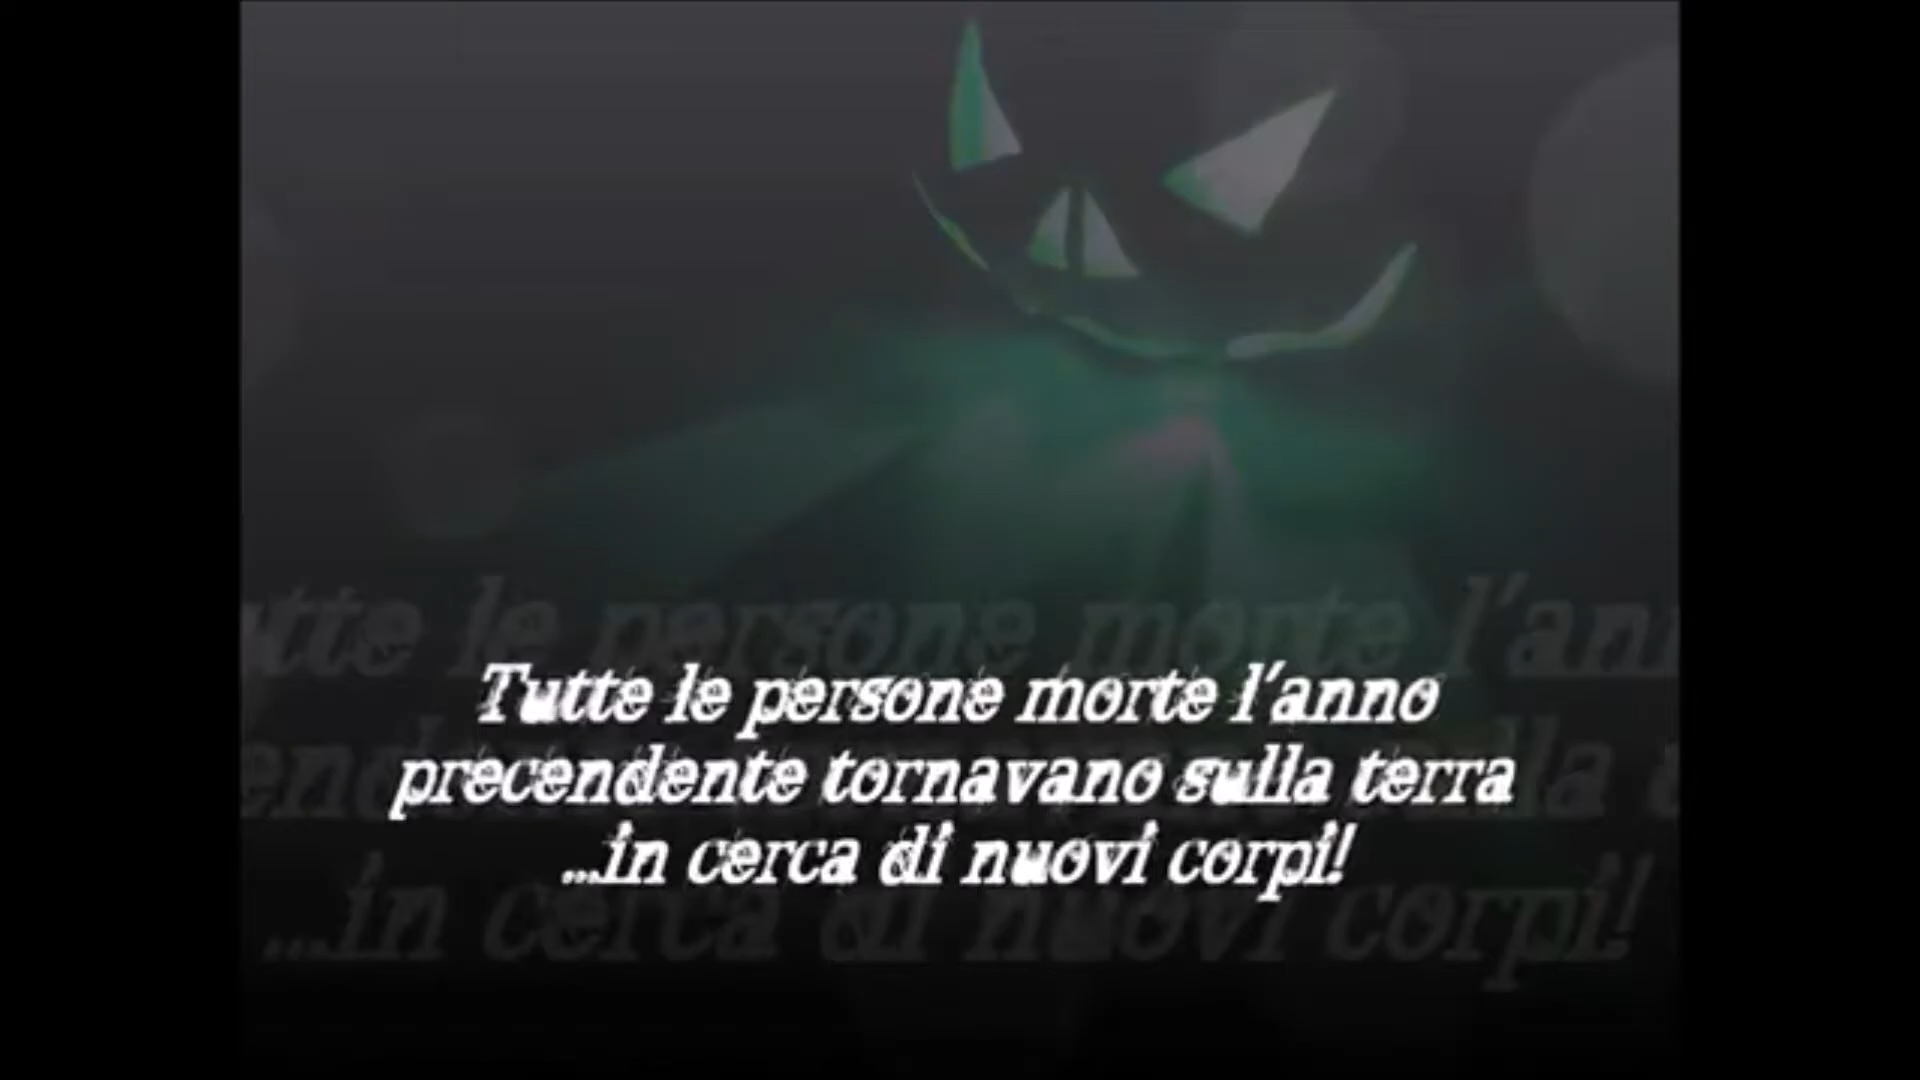 Tutte le persone morte l'anno
precendente tornavano sulla terra
...in cerca di nuovi corpi!